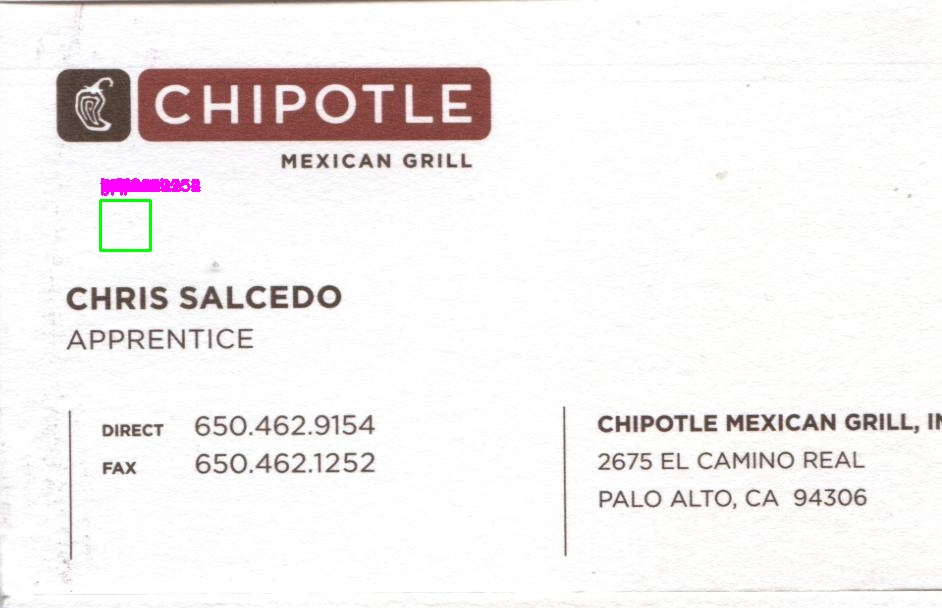 CHIPOTLE
MEXICAN GRILL
CHRIS SALCEDO
APPRENTICE
DIRECT 650.462.9154
FAX 650.462.1252
CHIPOTLE MEXICAN GRILL,
2675 EL CAMINO REAL
PALO ALTO, CA 94306